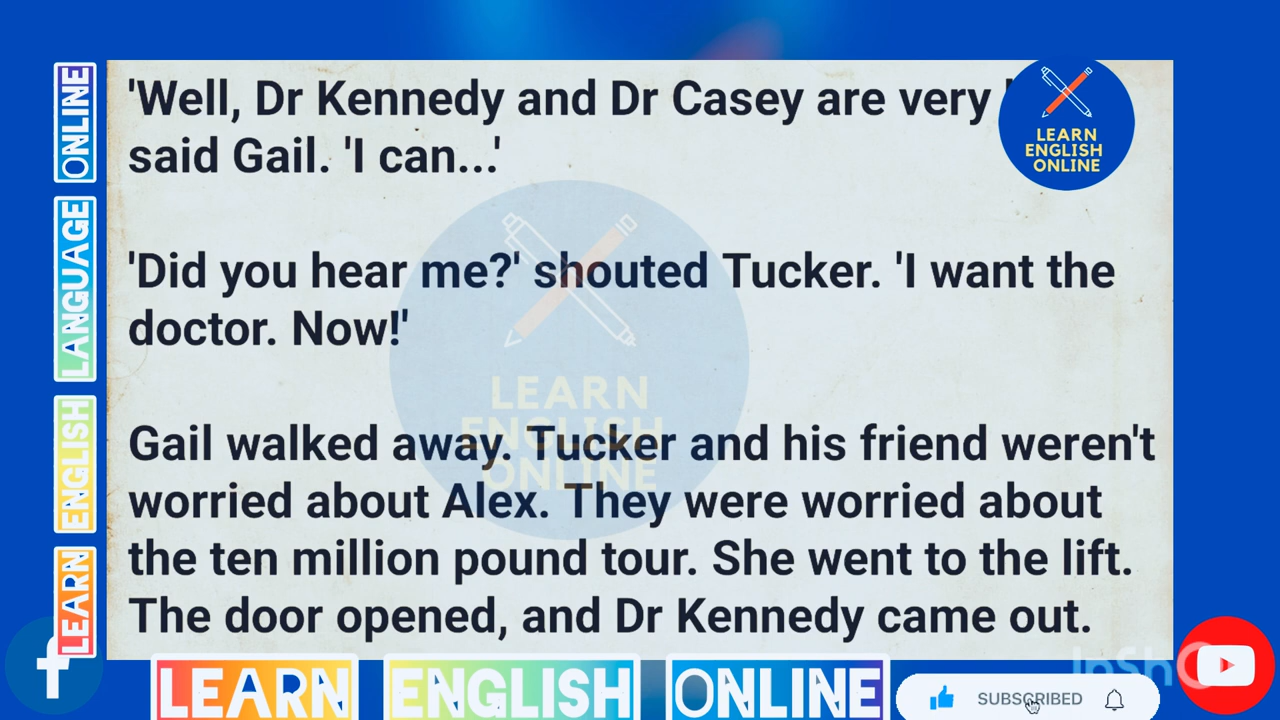 'Well, Dr Kennedy and Dr Casey are very
said Gail. 'I can...'
'Did you hear me?' shouted Tucker. 'I want the
doctor. Now!'
Gail walked away. Tucker and his friend weren't
worried about Alex. They were worried about
the ten million pound tour. She went to the lift.
The door opened, and Dr Kennedy came out.
LEARN
ENGLISH
ONLINE
LEARN
ENGLISH
ONLINE
LEARN ENGLISH LANGUAGE ONLINE
LEARN ENGLISH ONLINE
SUBSCRIBED
f